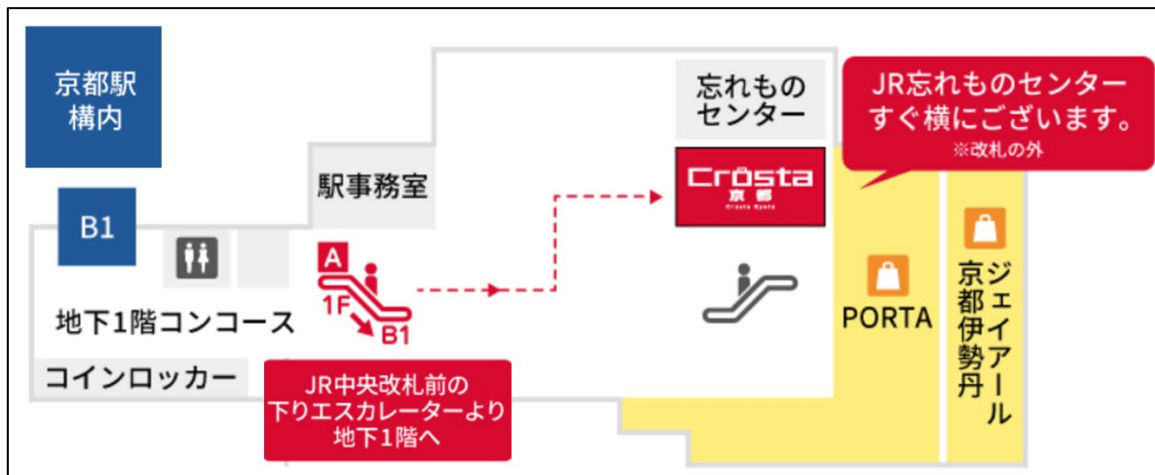 京都駅
構内
B1
駅事務室
忘れもの
センター
JR忘れものセンター
すぐ横にございます。
※改札の外
Crôsta
京都
Crosta Kyoto
A
1F
B1
地下1階コンコース
コインロッカー
JR中央改札前の
下りエスカレーターより
地下1階へ
PORTA
ジェイアール
京都伊勢丹